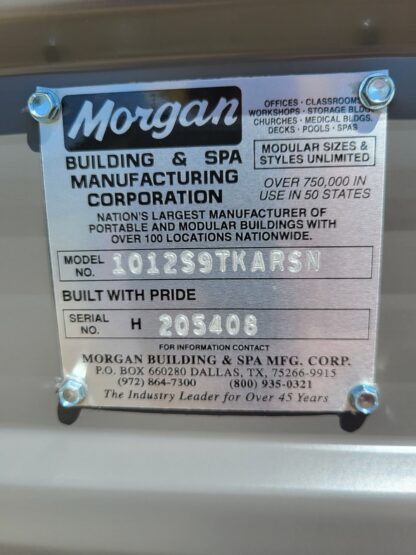 Morgan
OFFICES · CLASSROOMS
WORKSHOPS · STORAGE BLDG.
CHURCHES · MEDICAL BLDGS.
DECKS · POOLS · SPAS
MODULAR SIZES &
STYLES UNLIMITED
BUILDING & SPA
MANUFACTURING
CORPORATION
OVER 750,000 IN
USE IN 50 STATES
NATION'S LARGEST MANUFACTURER OF
PORTABLE AND MODULAR BUILDINGS WITH
OVER 100 LOCATIONS NATIONWIDE.
MODEL NO. 1012S9TKARSN
BUILT WITH PRIDE
SERIAL NO. H 205408
FOR INFORMATION CONTACT
MORGAN BUILDING & SPA MFG. CORP.
P.O. BOX 660280 DALLAS, TX, 75266-9915
(972) 864-7300 (800) 935-0321
The Industry Leader for Over 45 Years